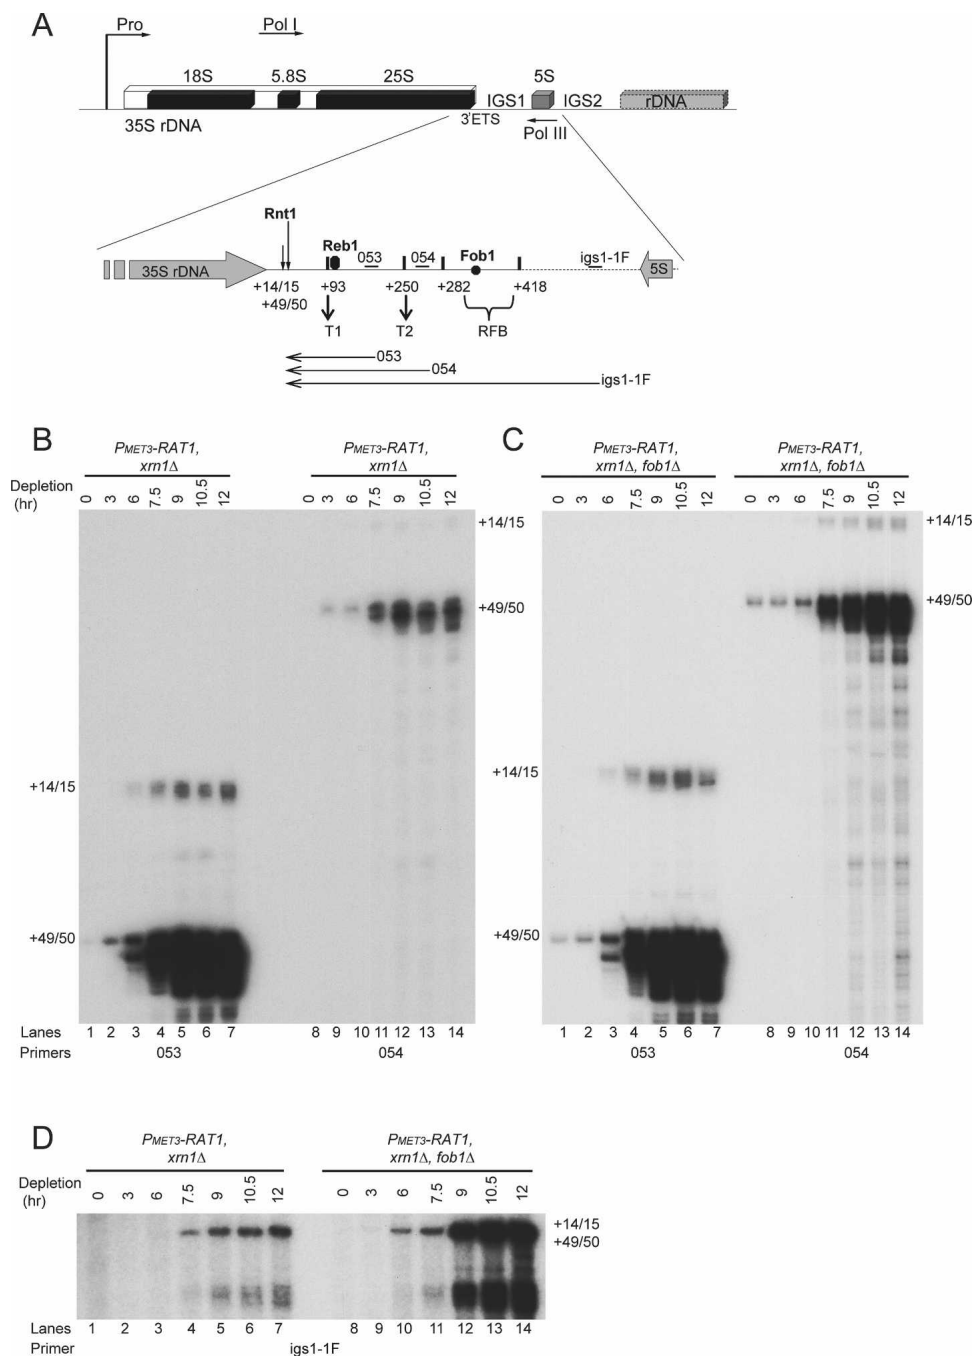 A
Pro
Pol I
18S
5.8S
25S
5S
IGS1
IGS2
rDNA
35S rDNA
3'ETS
Pol III
Rnt1
Reb1
053
054
Fob1
igs1-1F
35S rDNA
5S
+14/15
+93
+250
+282
+418
+49/50
T1
T2
RFB
053
054
igs1-1F
B
PMET3-RAT1,
xrn1Δ
PMET3-RAT1,
xrn1Δ
Depletion
(hr)
0 3 6 7.5 9 10.5 12
0 3 6 7.5 9 10.5 12
+14/15
+49/50
+14/15
+49/50
Lanes 1 2 3 4 5 6 7 8 9 10 11 12 13 14
Primers 053 054
C
PMET3-RAT1,
xrn1Δ, fob1Δ
PMET3-RAT1,
xrn1Δ, fob1Δ
0 3 6 7.5 9 10.5 12
0 3 6 7.5 9 10.5 12
+14/15
+49/50
+14/15
+49/50
1 2 3 4 5 6 7 8 9 10 11 12 13 14
053 054
D
PMET3-RAT1,
xrn1Δ
PMET3-RAT1,
xrn1Δ, fob1Δ
Depletion
(hr)
0 3 6 7.5 9 10.5 12
0 3 6 7.5 9 10.5 12
+14/15
+49/50
Lanes 1 2 3 4 5 6 7 8 9 10 11 12 13 14
Primer igs1-1F